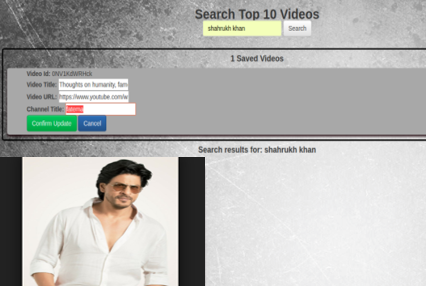 Search Top 10 Videos
shahrukh khan Search
1 Saved Videos
Video Id: 0NV1KdWRHck
Video Title: Thoughts on humanity, fam
Video URL: https://www.youtube.com/w
Channel Title:
Confirm Update Cancel
Search results for: shahrukh khan